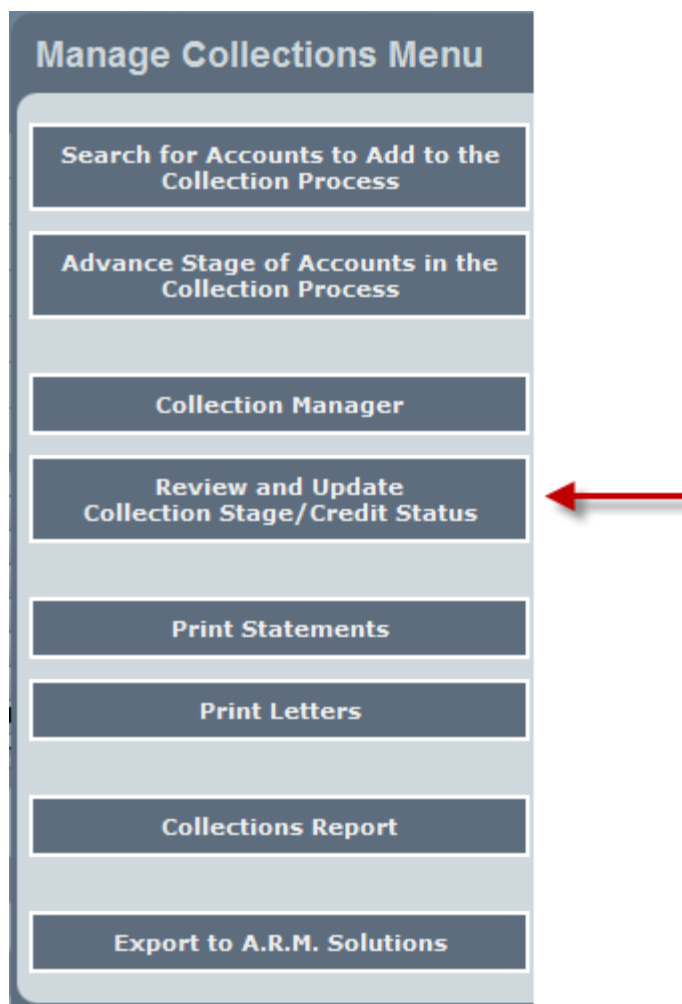 Manage Collections Menu
Search for Accounts to Add to the
Collection Process
Advance Stage of Accounts in the
Collection Process
Collection Manager
Review and Update
Collection Stage/Credit Status
Print Statements
Print Letters
Collections Report
Export to A.R.M. Solutions